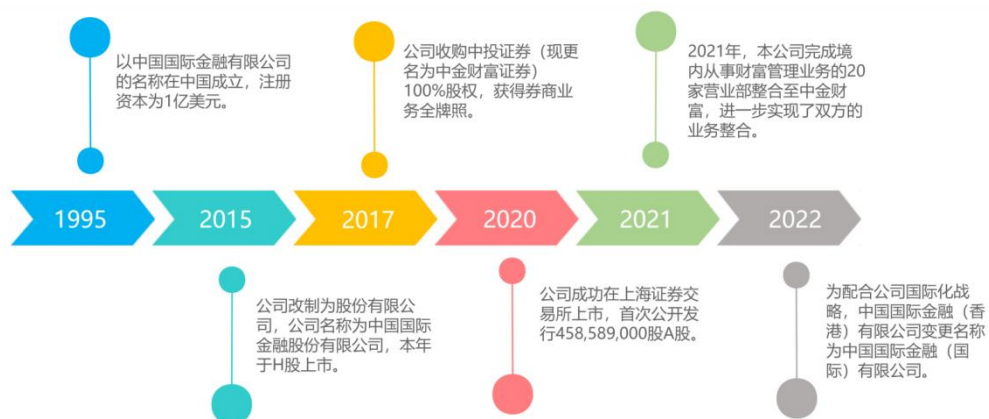 以中国国际金融有限公司
的名称在中国成立，注册
资本为1亿美元。
公司收购中投证券（现更
名为中金财富证券）
100%股权，获得券商业
务全牌照。
2021年，本公司完成境
内从事财富管理业务的20
家营业部整合至中金财
富，进一步实现了双方的
业务整合。
1995
2015
2017
2020
2021
2022
公司改制为股份有限公
司，公司名称为中国国际
金融股份有限公司，本年
于H股上市。
公司成功在上海证券交
易所上市，首次公开发
行458,589,000股A股。
为配合公司国际化战
略，中国国际金融（香
港）有限公司变更名称
为中国国际金融（国
际）有限公司。